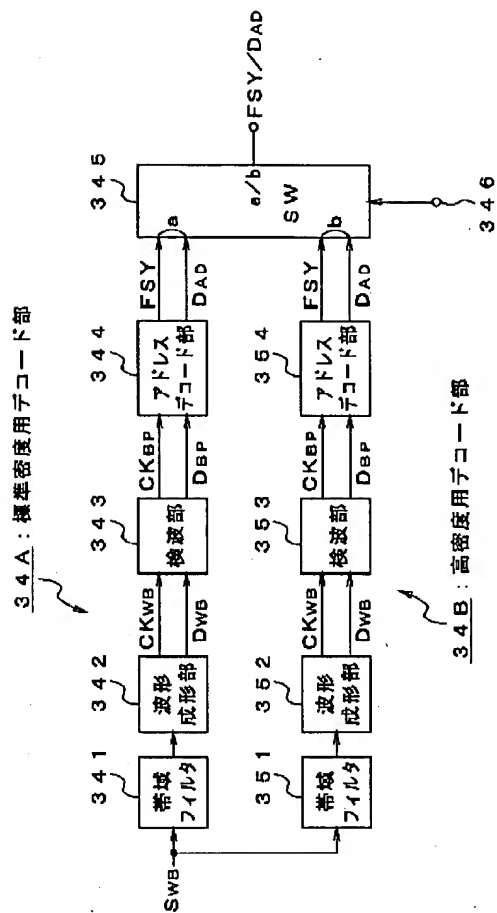 34A:標準密度用デコード部
341
342
343
344
345
帯域
フィルタ
波形
成形部
CKWB
DWB
検波部
CKBP
DBP
アドレス
デコード部
FSY
DAD
a
a/b
SW
b
FSY/DAD
SWB
351
352
353
354
帯域
フィルタ
波形
成形部
CKWB
DWB
検波部
CKBP
DBP
アドレス
デコード部
FSY
DAD
346
34B:高密度用デコード部